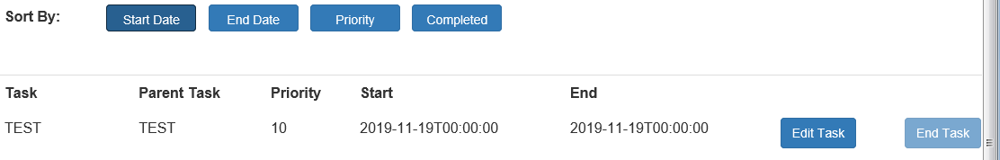 Sort By: Start Date End Date Priority Completed
Task Parent Task Priority Start End
TEST TEST 10 2019-11-19T00:00:00 2019-11-19T00:00:00 Edit Task End Task